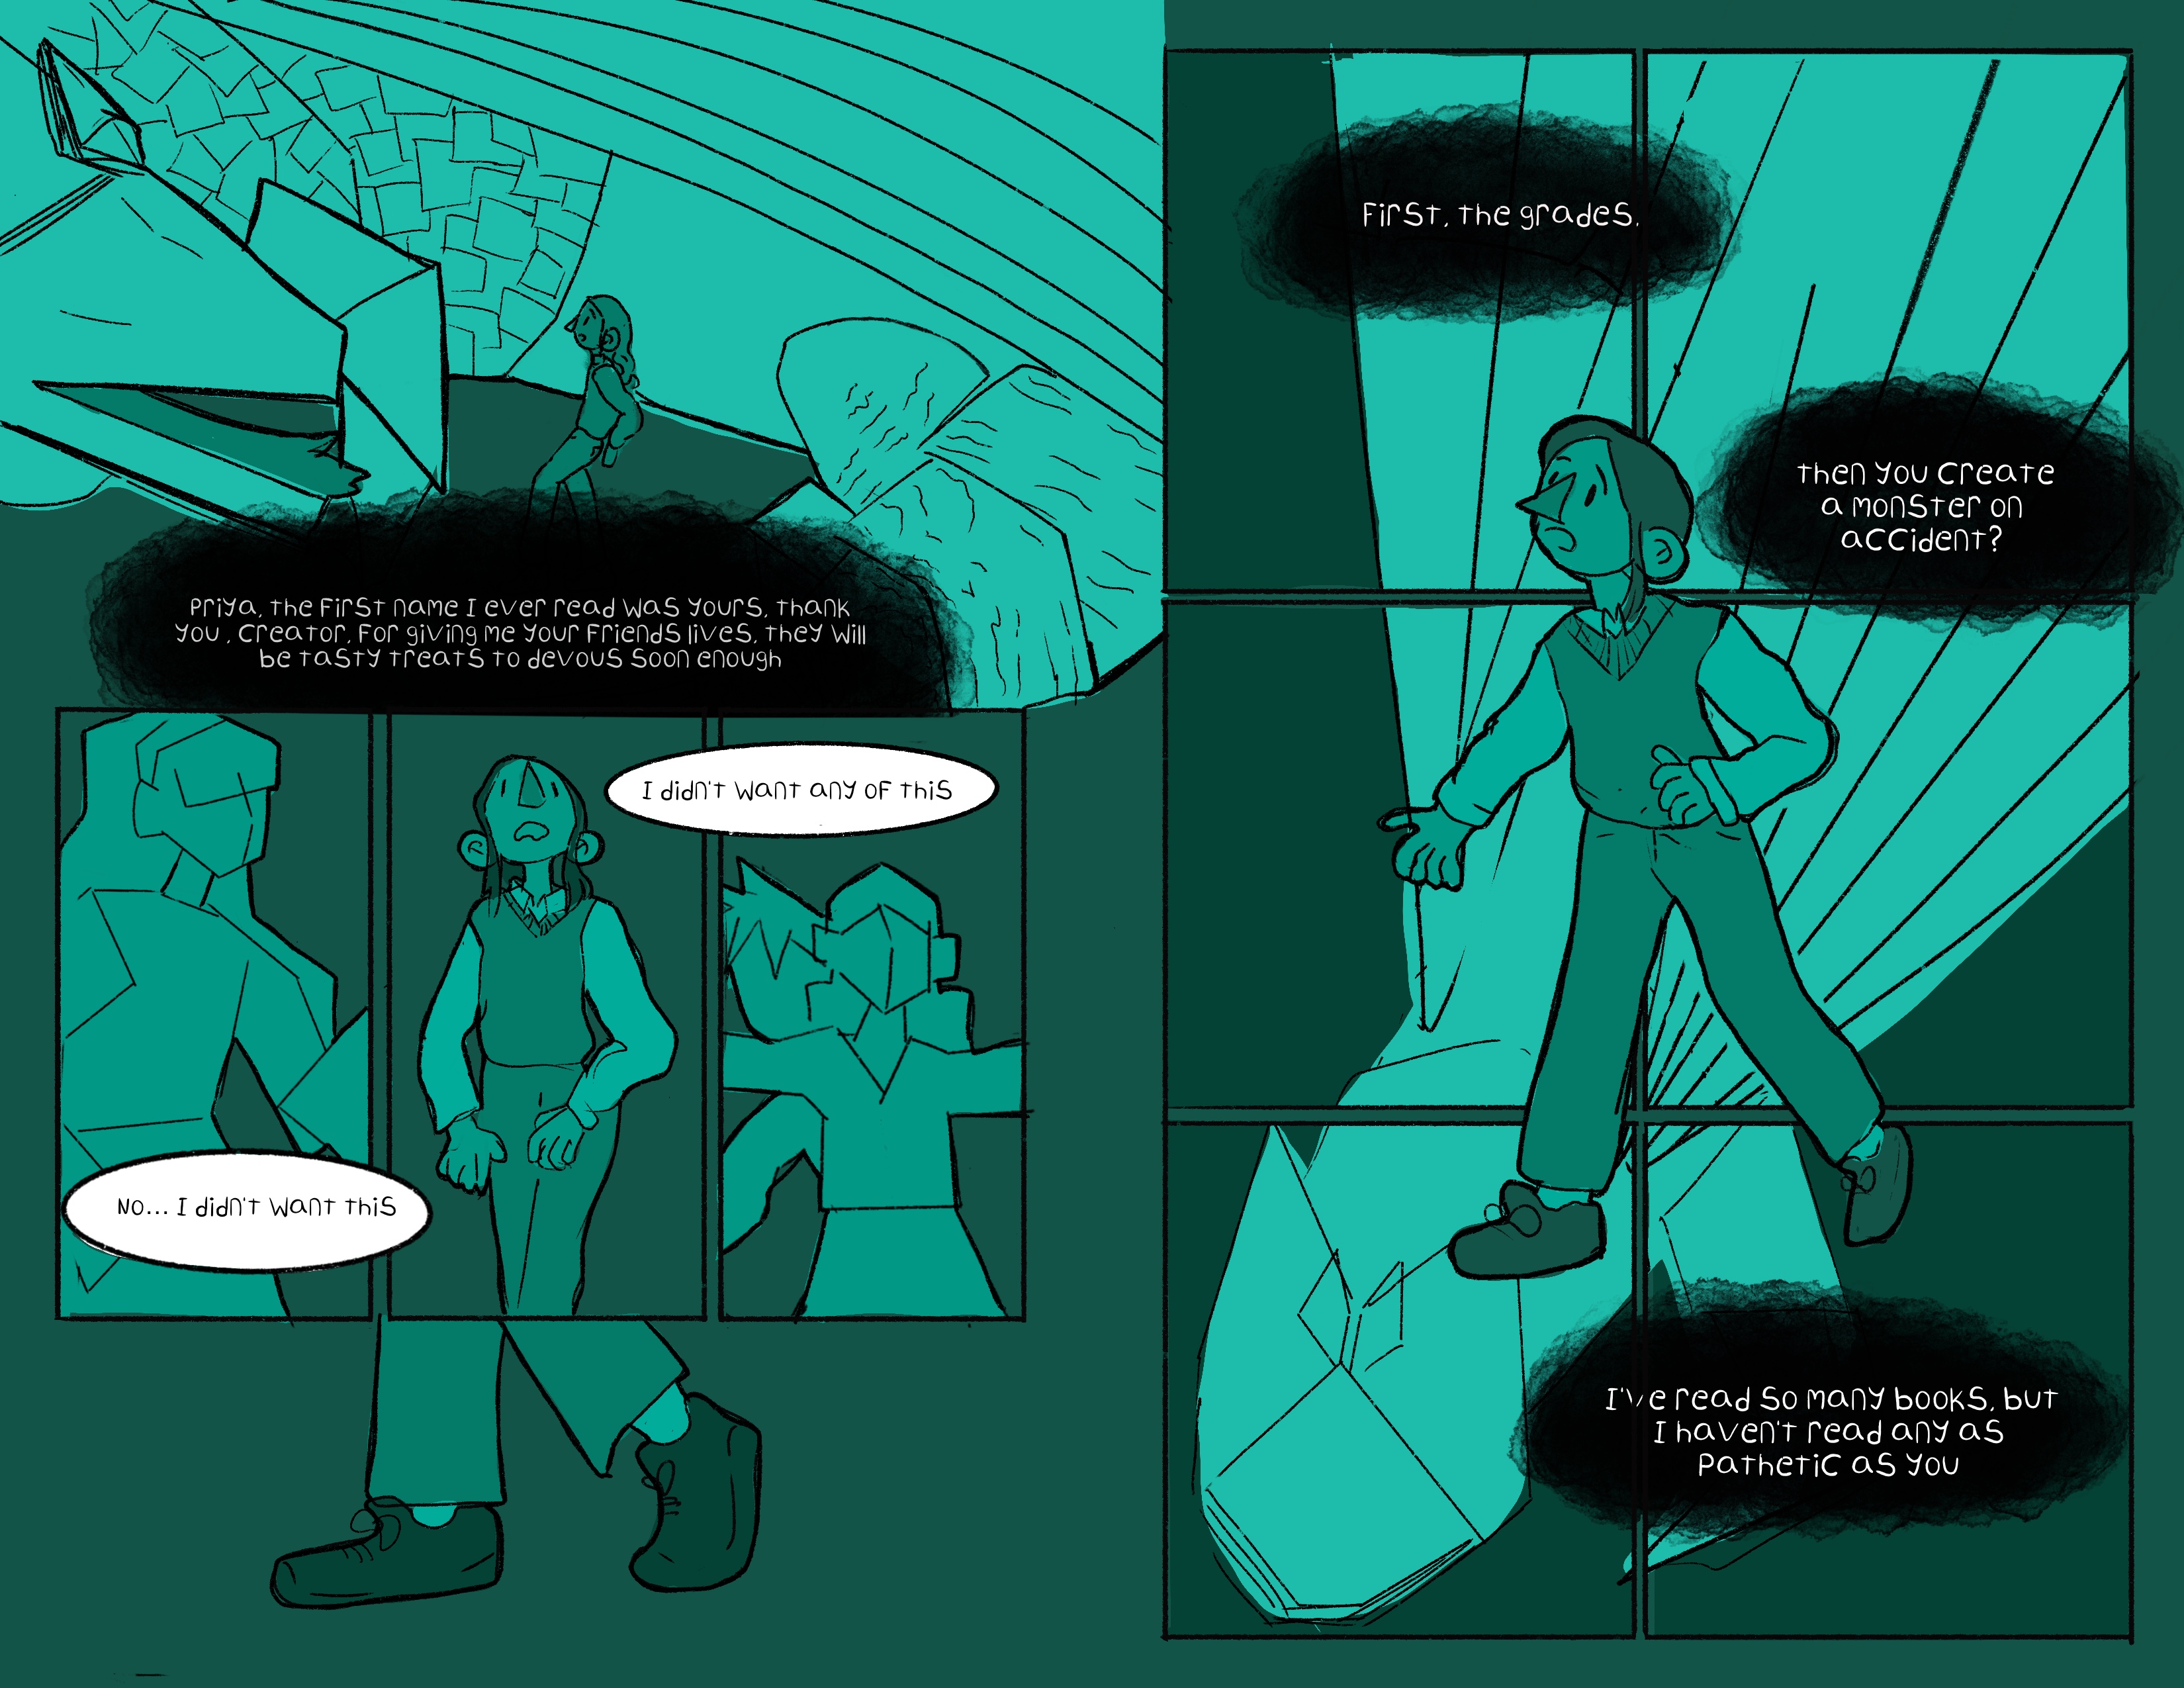 Priya, the first name I ever read was yours, thank
you, creator, for giving me your friends lives, they will
be tasty treats to devous soon enough
I didn't want any of this
No... I didn't want this
First, the grades,
then you create
a monster on
accident?
I've read so many books, but
I haven't read any as
pathetic as you